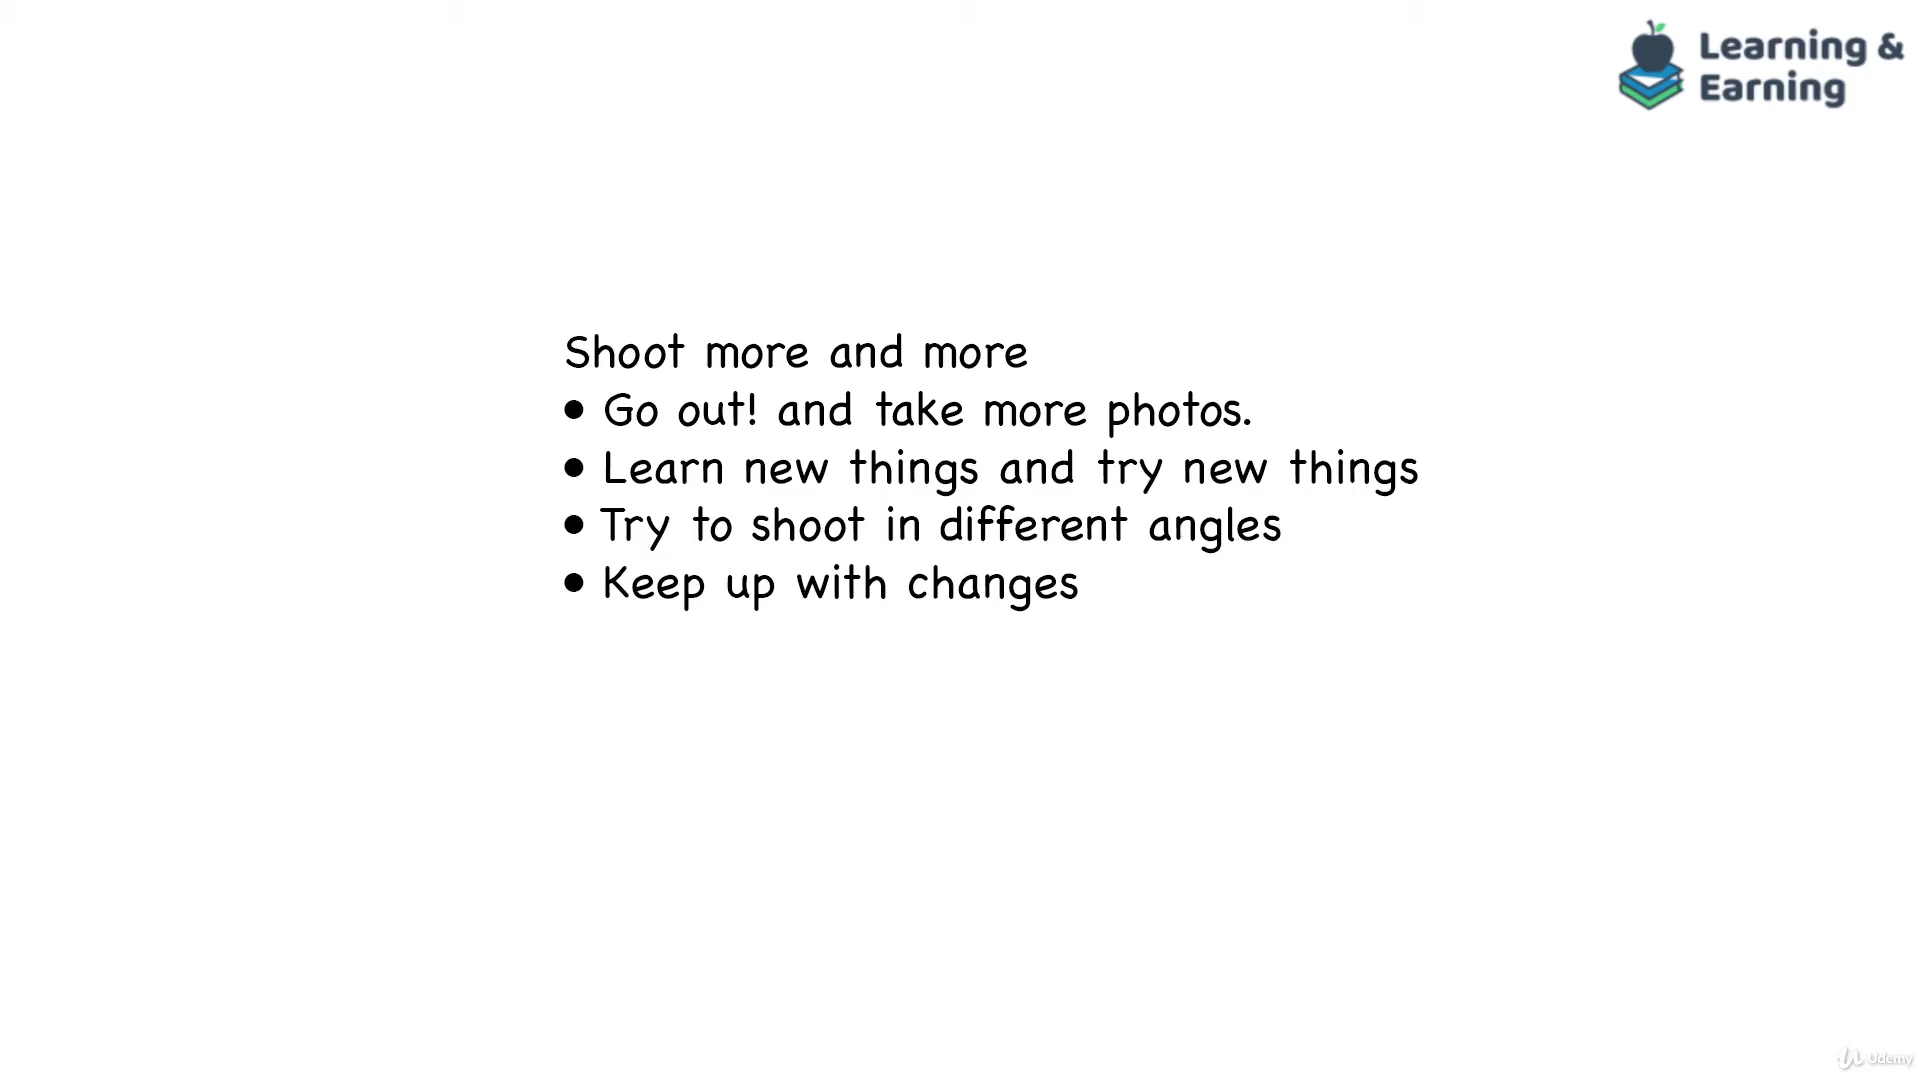 Learning &
Earning
Shoot more and more
• Go out! and take more photos.
• Learn new things and try new things
• Try to shoot in different angles
• Keep up with changes
Udemy